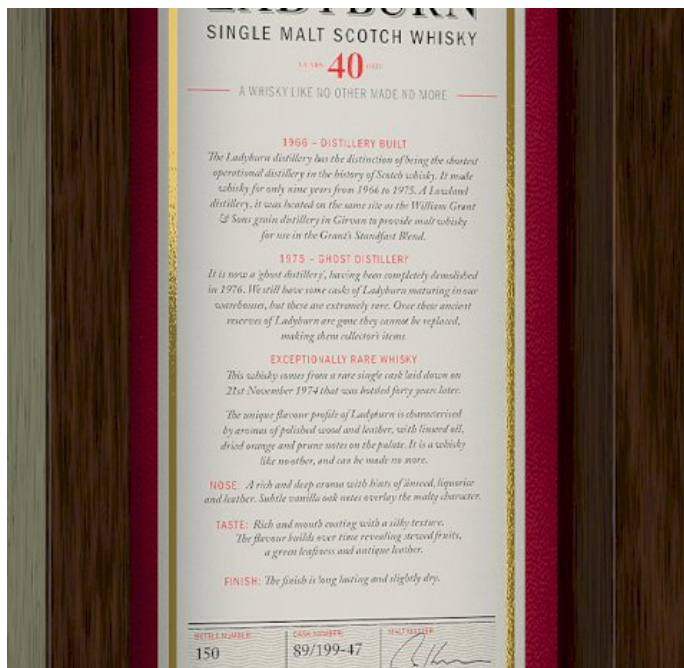 LADYBURN
SINGLE MALT SCOTCH WHISKY
YEARS 40 OLD
A WHISKY LIKE NO OTHER MADE NO MORE
1966 – DISTILLERY BUILT
The Ladyburn distillery has the distinction of being the shortest
operational distillery in the history of Scotch whisky. It made
whisky for only nine years from 1966 to 1975. A Lowland
distillery, it was located on the same site as the William Grant
& Sons grain distillery in Girvan to provide malt whisky
for use in the Grant's Standfast Blend.
1975 – GHOST DISTILLERY
It is now a 'ghost distillery', having been completely demolished
in 1976. We still have some casks of Ladyburn maturing in our
warehouses, but these are extremely rare. Once these ancient
reserves of Ladyburn are gone they cannot be replaced,
making them collector's items.
EXCEPTIONALLY RARE WHISKY
This whisky comes from a rare single cask laid down on
21st November 1974 that was bottled forty years later.
The unique flavour profile of Ladyburn is characterised
by aromas of polished wood and leather, with linseed oil,
dried orange and prune notes on the palate. It is a whisky
like no other, and can be made no more.
NOSE: A rich and deep aroma with hints of linseed, liquorice
and leather. Subtle vanilla oak notes overlay the malty character.
TASTE: Rich and mouth coating with a silky texture.
The flavour builds over time revealing stewed fruits,
a green leafiness and antique leather.
FINISH: The finish is long lasting and slightly dry.
BOTTLE NUMBER:
150
CASK NUMBER:
89/199-47
MALT MASTER